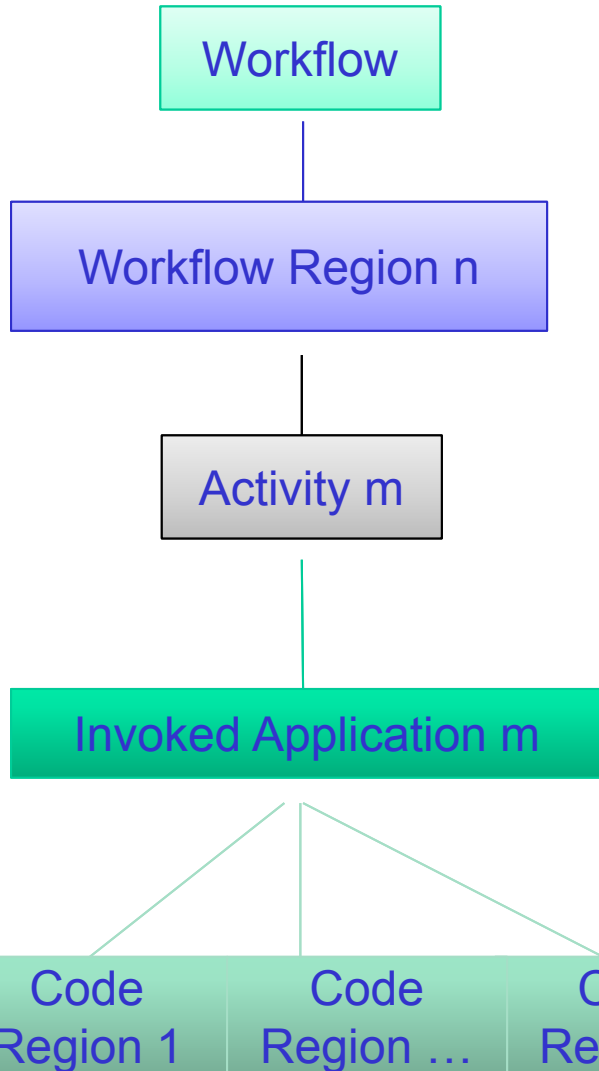 Workflow
Workflow Region n
Activity m
Invoked Application m
Code
Region 1
Code
Region …